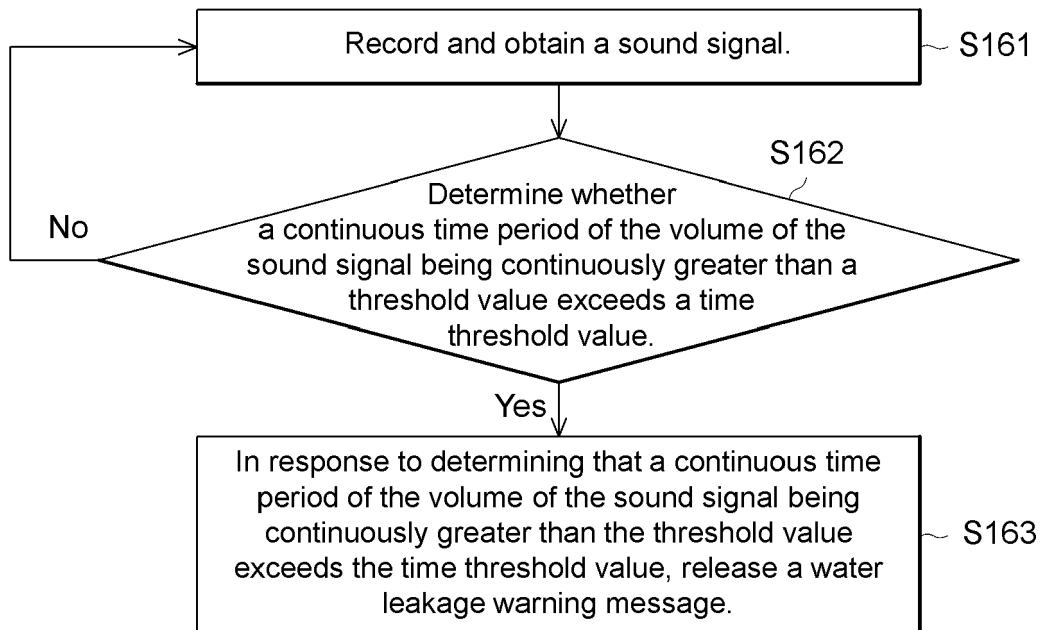 Record and obtain a sound signal.
S161
S162
Determine whether
a continuous time period of the volume of the
sound signal being continuously greater than a
threshold value exceeds a time
threshold value.
No
Yes
In response to determining that a continuous time
period of the volume of the sound signal being
continuously greater than the threshold value
exceeds the time threshold value, release a water
leakage warning message.
S163